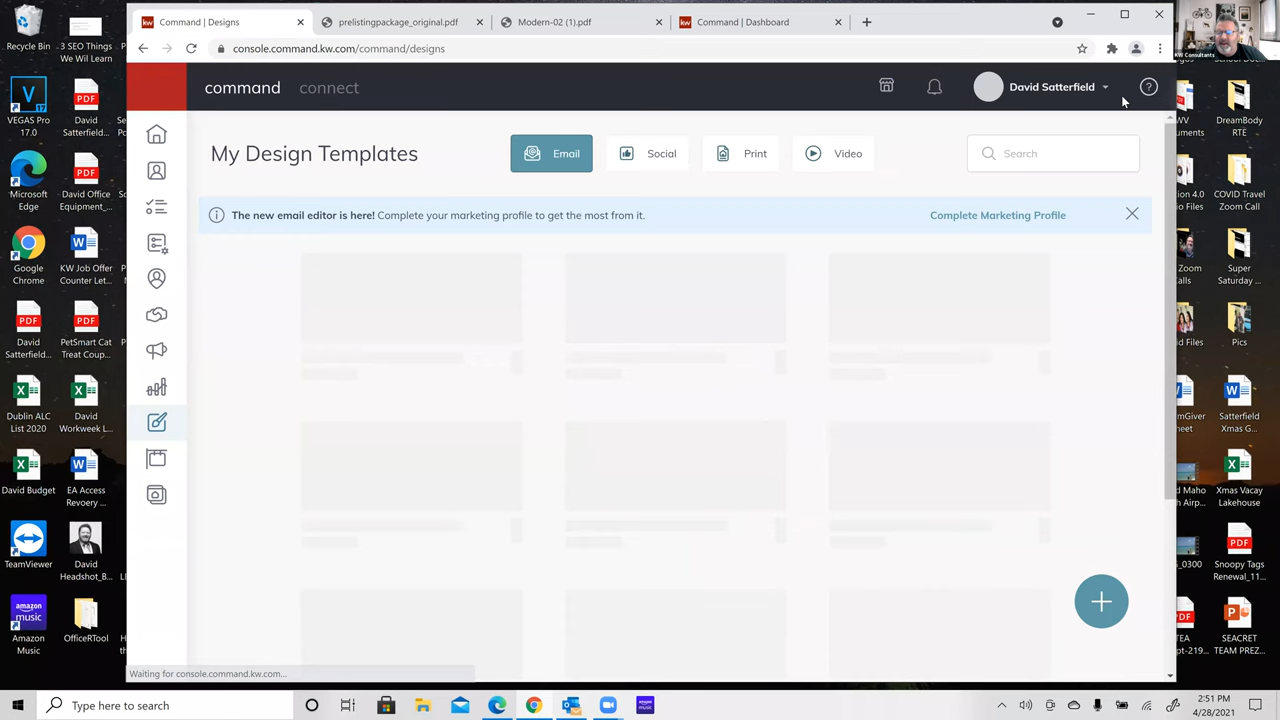 Command | Designs
prelistingpackage_original.pdf
Modern-02 (1).pdf
Command | Dashboard
console.command.kw.com/command/designs
command
connect
David Satterfield
My Design Templates
Email
Social
Print
Video
Search
The new email editor is here! Complete your marketing profile to get the most from it.
Complete Marketing Profile
Waiting for console.command.kw.com...
Recycle Bin
3 SEO Things
We Wil Learn
VEGAS Pro
17.0
David
Satterfield...
Microsoft
Edge
David Office
Equipment_...
Google
Chrome
KW Job Offer
Counter Let...
David
Satterfield...
PetSmart Cat
Treat Coup...
Dublin ALC
List 2020
David
Workweek L...
David Budget
EA Access
Revoery ...
TeamViewer
David
Headshot_B...
Amazon
Music
OfficeRTool
KW Consultants
DreamBody
RTE
COVID Travel
Zoom Call
Super
Saturday ...
Pics
Satterfield
Xmas G...
Xmas Vacay
Lakehouse
Snoopy Tags
Renewal_11...
SEACRET
TEAM PREZ...
Type here to search
2:51 PM
4/28/2021